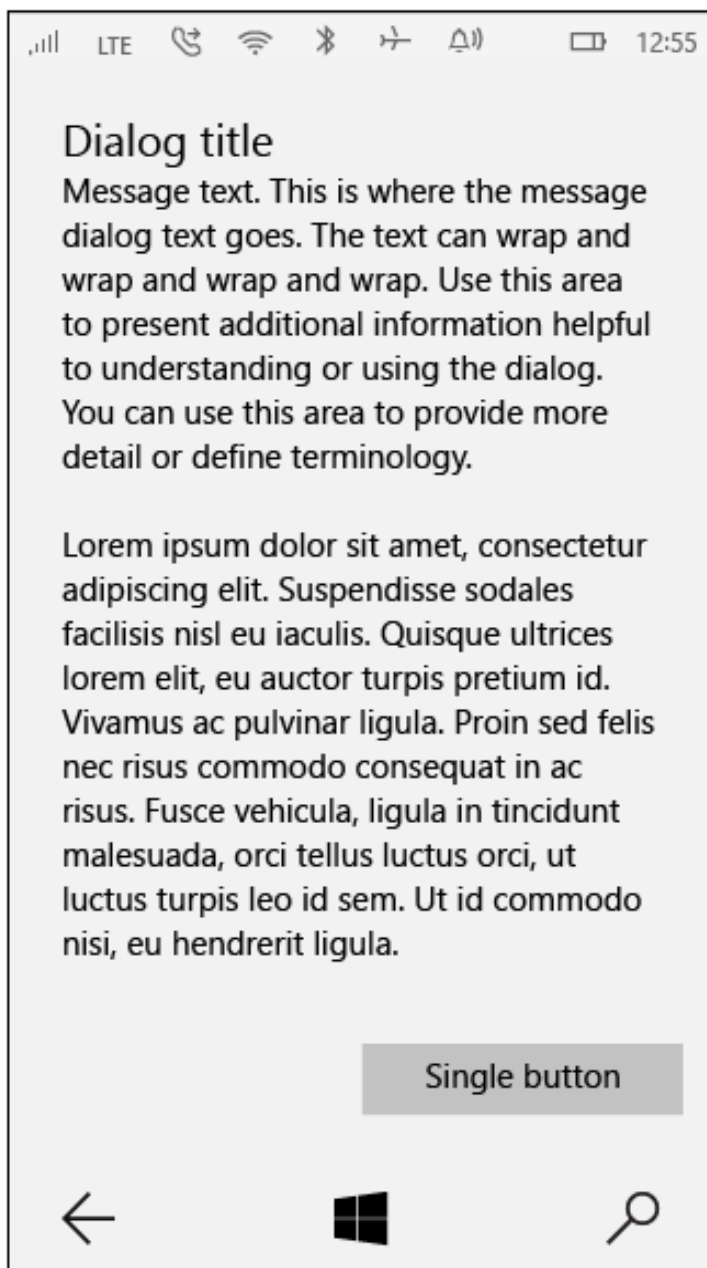 LTE 12:55
Dialog title
Message text. This is where the message
dialog text goes. The text can wrap and
wrap and wrap and wrap. Use this area
to present additional information helpful
to understanding or using the dialog.
You can use this area to provide more
detail or define terminology.
Lorem ipsum dolor sit amet, consectetur
adipiscing elit. Suspendisse sodales
facilisis nisl eu iaculis. Quisque ultrices
lorem elit, eu auctor turpis pretium id.
Vivamus ac pulvinar ligula. Proin sed felis
nec risus commodo consequat in ac
risus. Fusce vehicula, ligula in tincidunt
malesuada, orci tellus luctus orci, ut
luctus turpis leo id sem. Ut id commodo
nisi, eu hendrerit ligula.
Single button